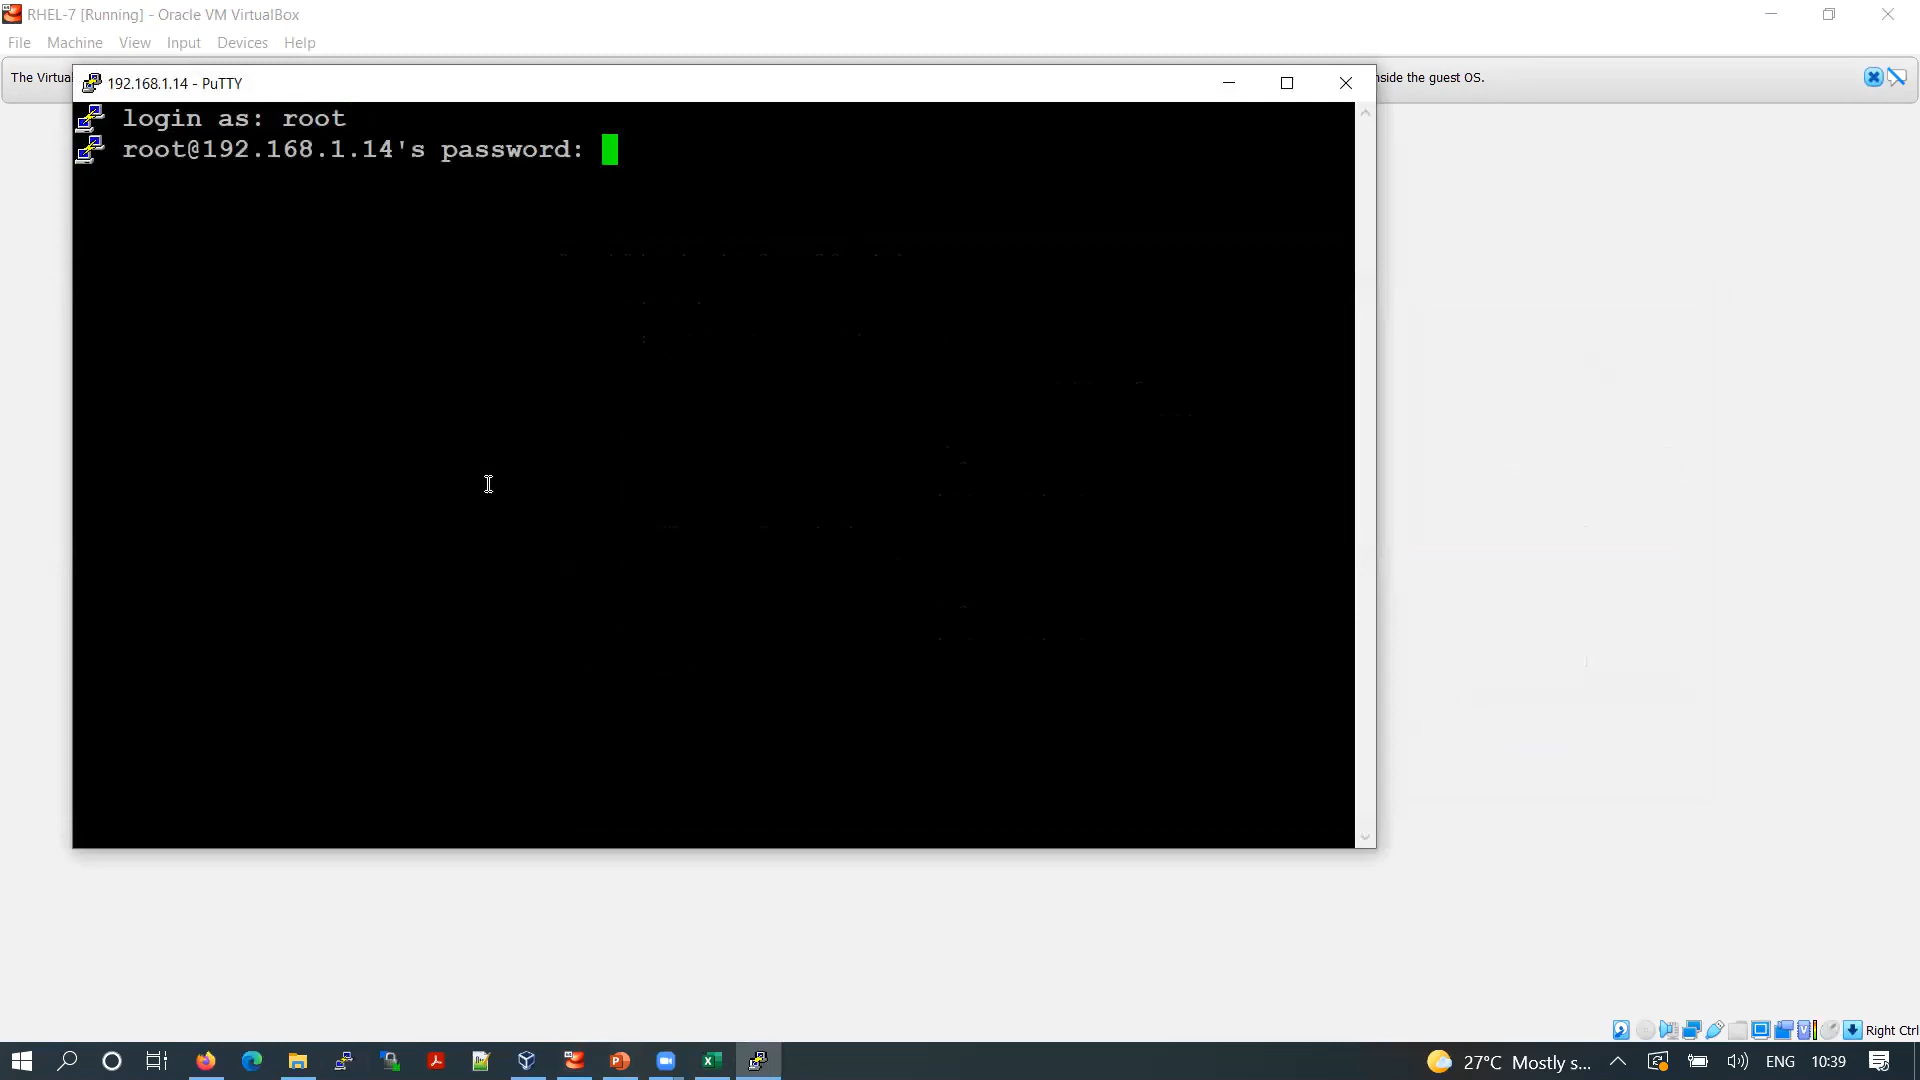 RHEL-7 [Running] - Oracle VM VirtualBox
File Machine View Input Devices Help
The Virtua
nside the guest OS.
192.168.1.14 - PuTTY
login as: root
root@192.168.1.14's password:
Right Ctrl
27°C Mostly s... ENG 10:39